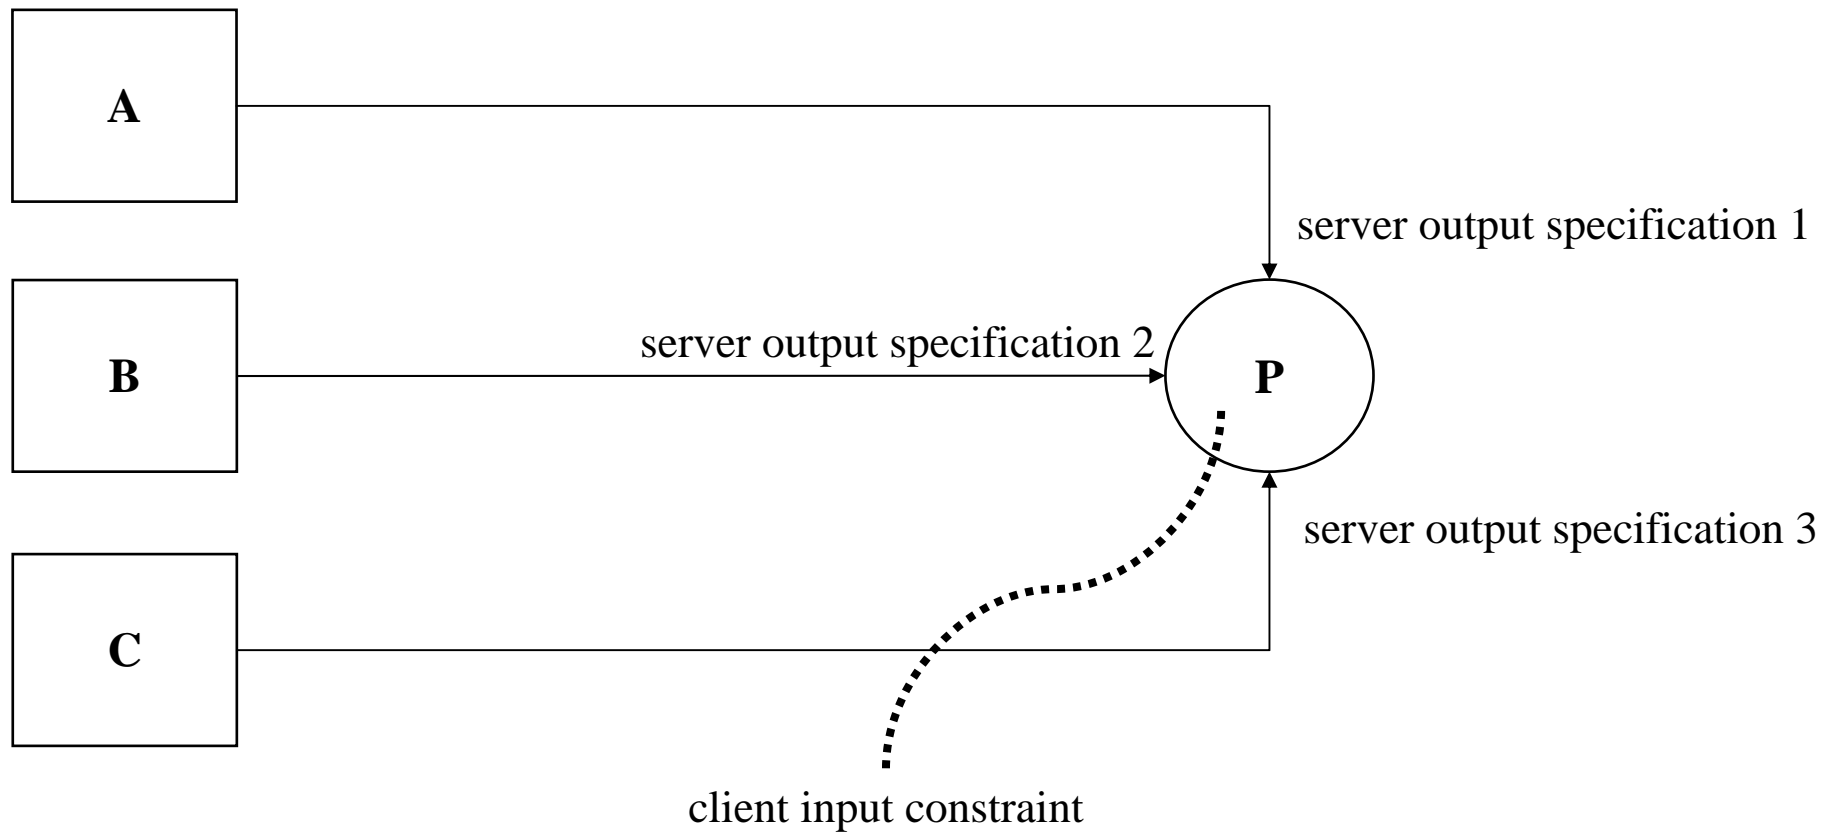 A
server output specification 1
B
server output specification 2
P
server output specification 3
C
client input constraint